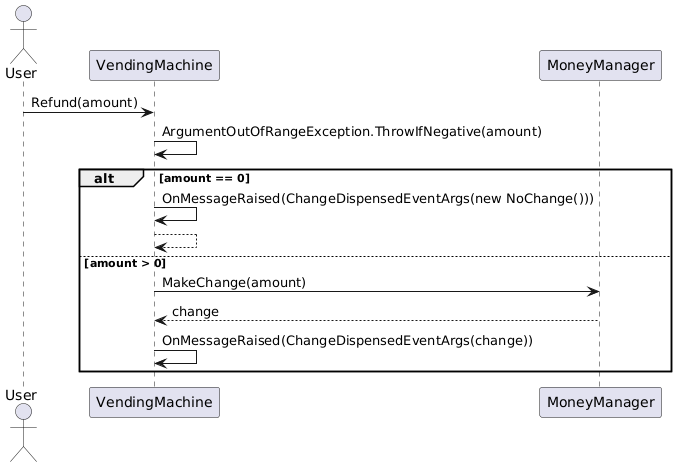 User
VendingMachine
MoneyManager
Refund(amount)
ArgumentOutOfRangeException.ThrowIfNegative(amount)
alt
[amount == 0]
OnMessageRaised(ChangeDispensedEventArgs(new NoChange()))
[amount > 0]
MakeChange(amount)
change
OnMessageRaised(ChangeDispensedEventArgs(change))
User
VendingMachine
MoneyManager